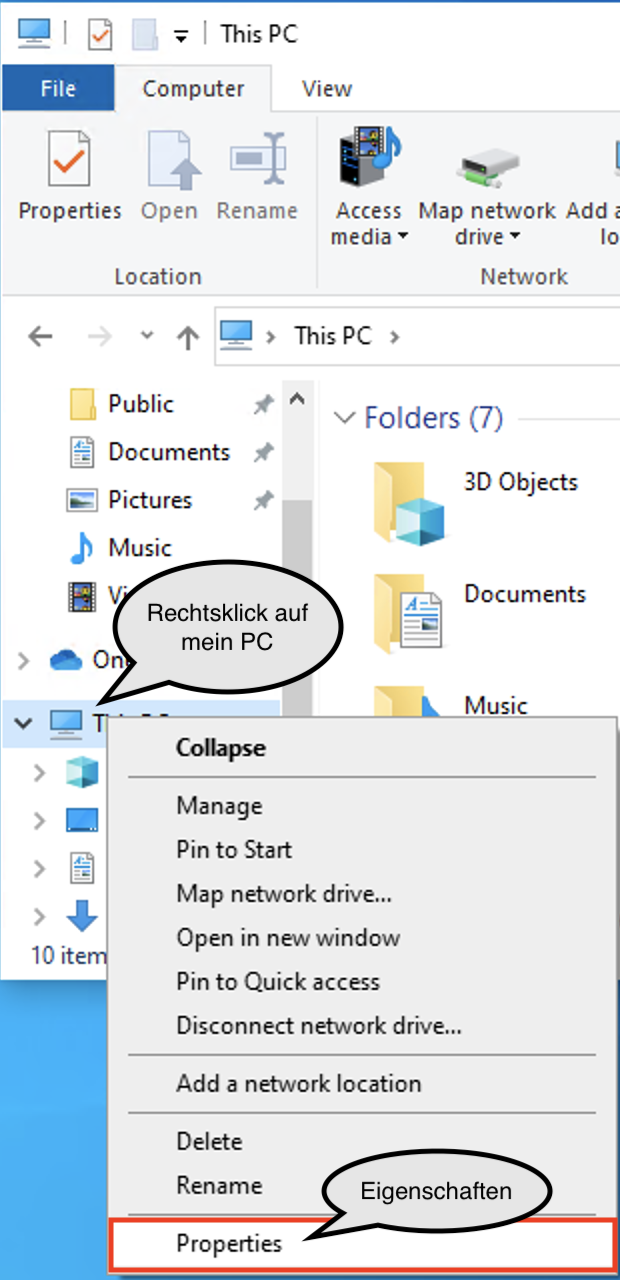 This PC
File
Computer
View
Properties
Open
Rename
Access
media
Map network
drive
Add a
lo
Location
Network
This PC
Public
Documents
Pictures
Music
Folders (7)
3D Objects
Documents
Music
Rechtsklick auf
mein PC
Collapse
Manage
Pin to Start
Map network drive...
Open in new window
Pin to Quick access
Disconnect network drive...
Add a network location
Delete
Rename
Properties
Eigenschaften
10 item